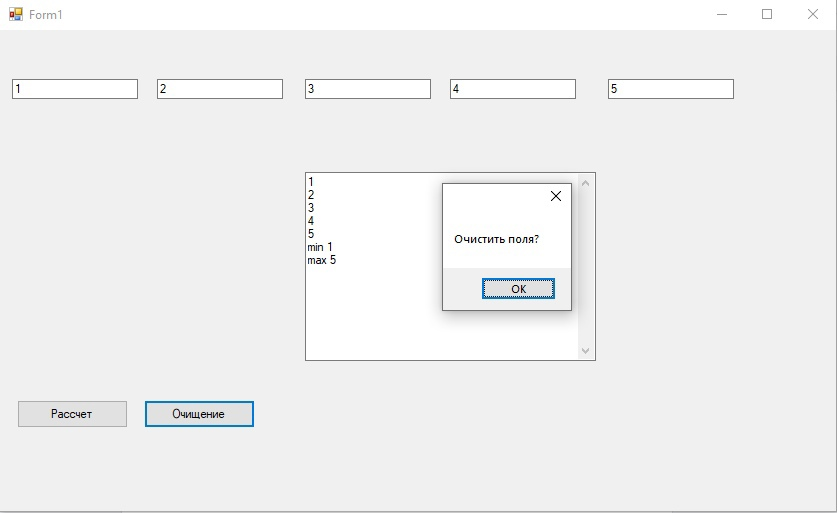 Form1
1 2 3 4 5
1
2
3
4
5
min 1
max 5
Очистить поля?
OK
Рассчет Очищение